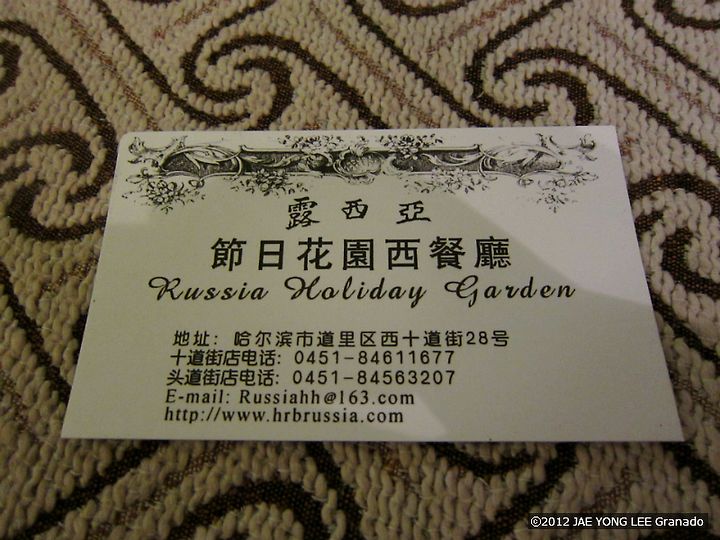 露西亞
節日花園西餐廳
Russia Holiday Garden
地址: 哈尔滨市道里区西十道街28号
十道街店电话: 0451-84611677
头道街店电话: 0451-84563207
E-mail: Russiahh@163.com
http://www.hrbrussia.com
©2012 JAE YONG LEE Granado